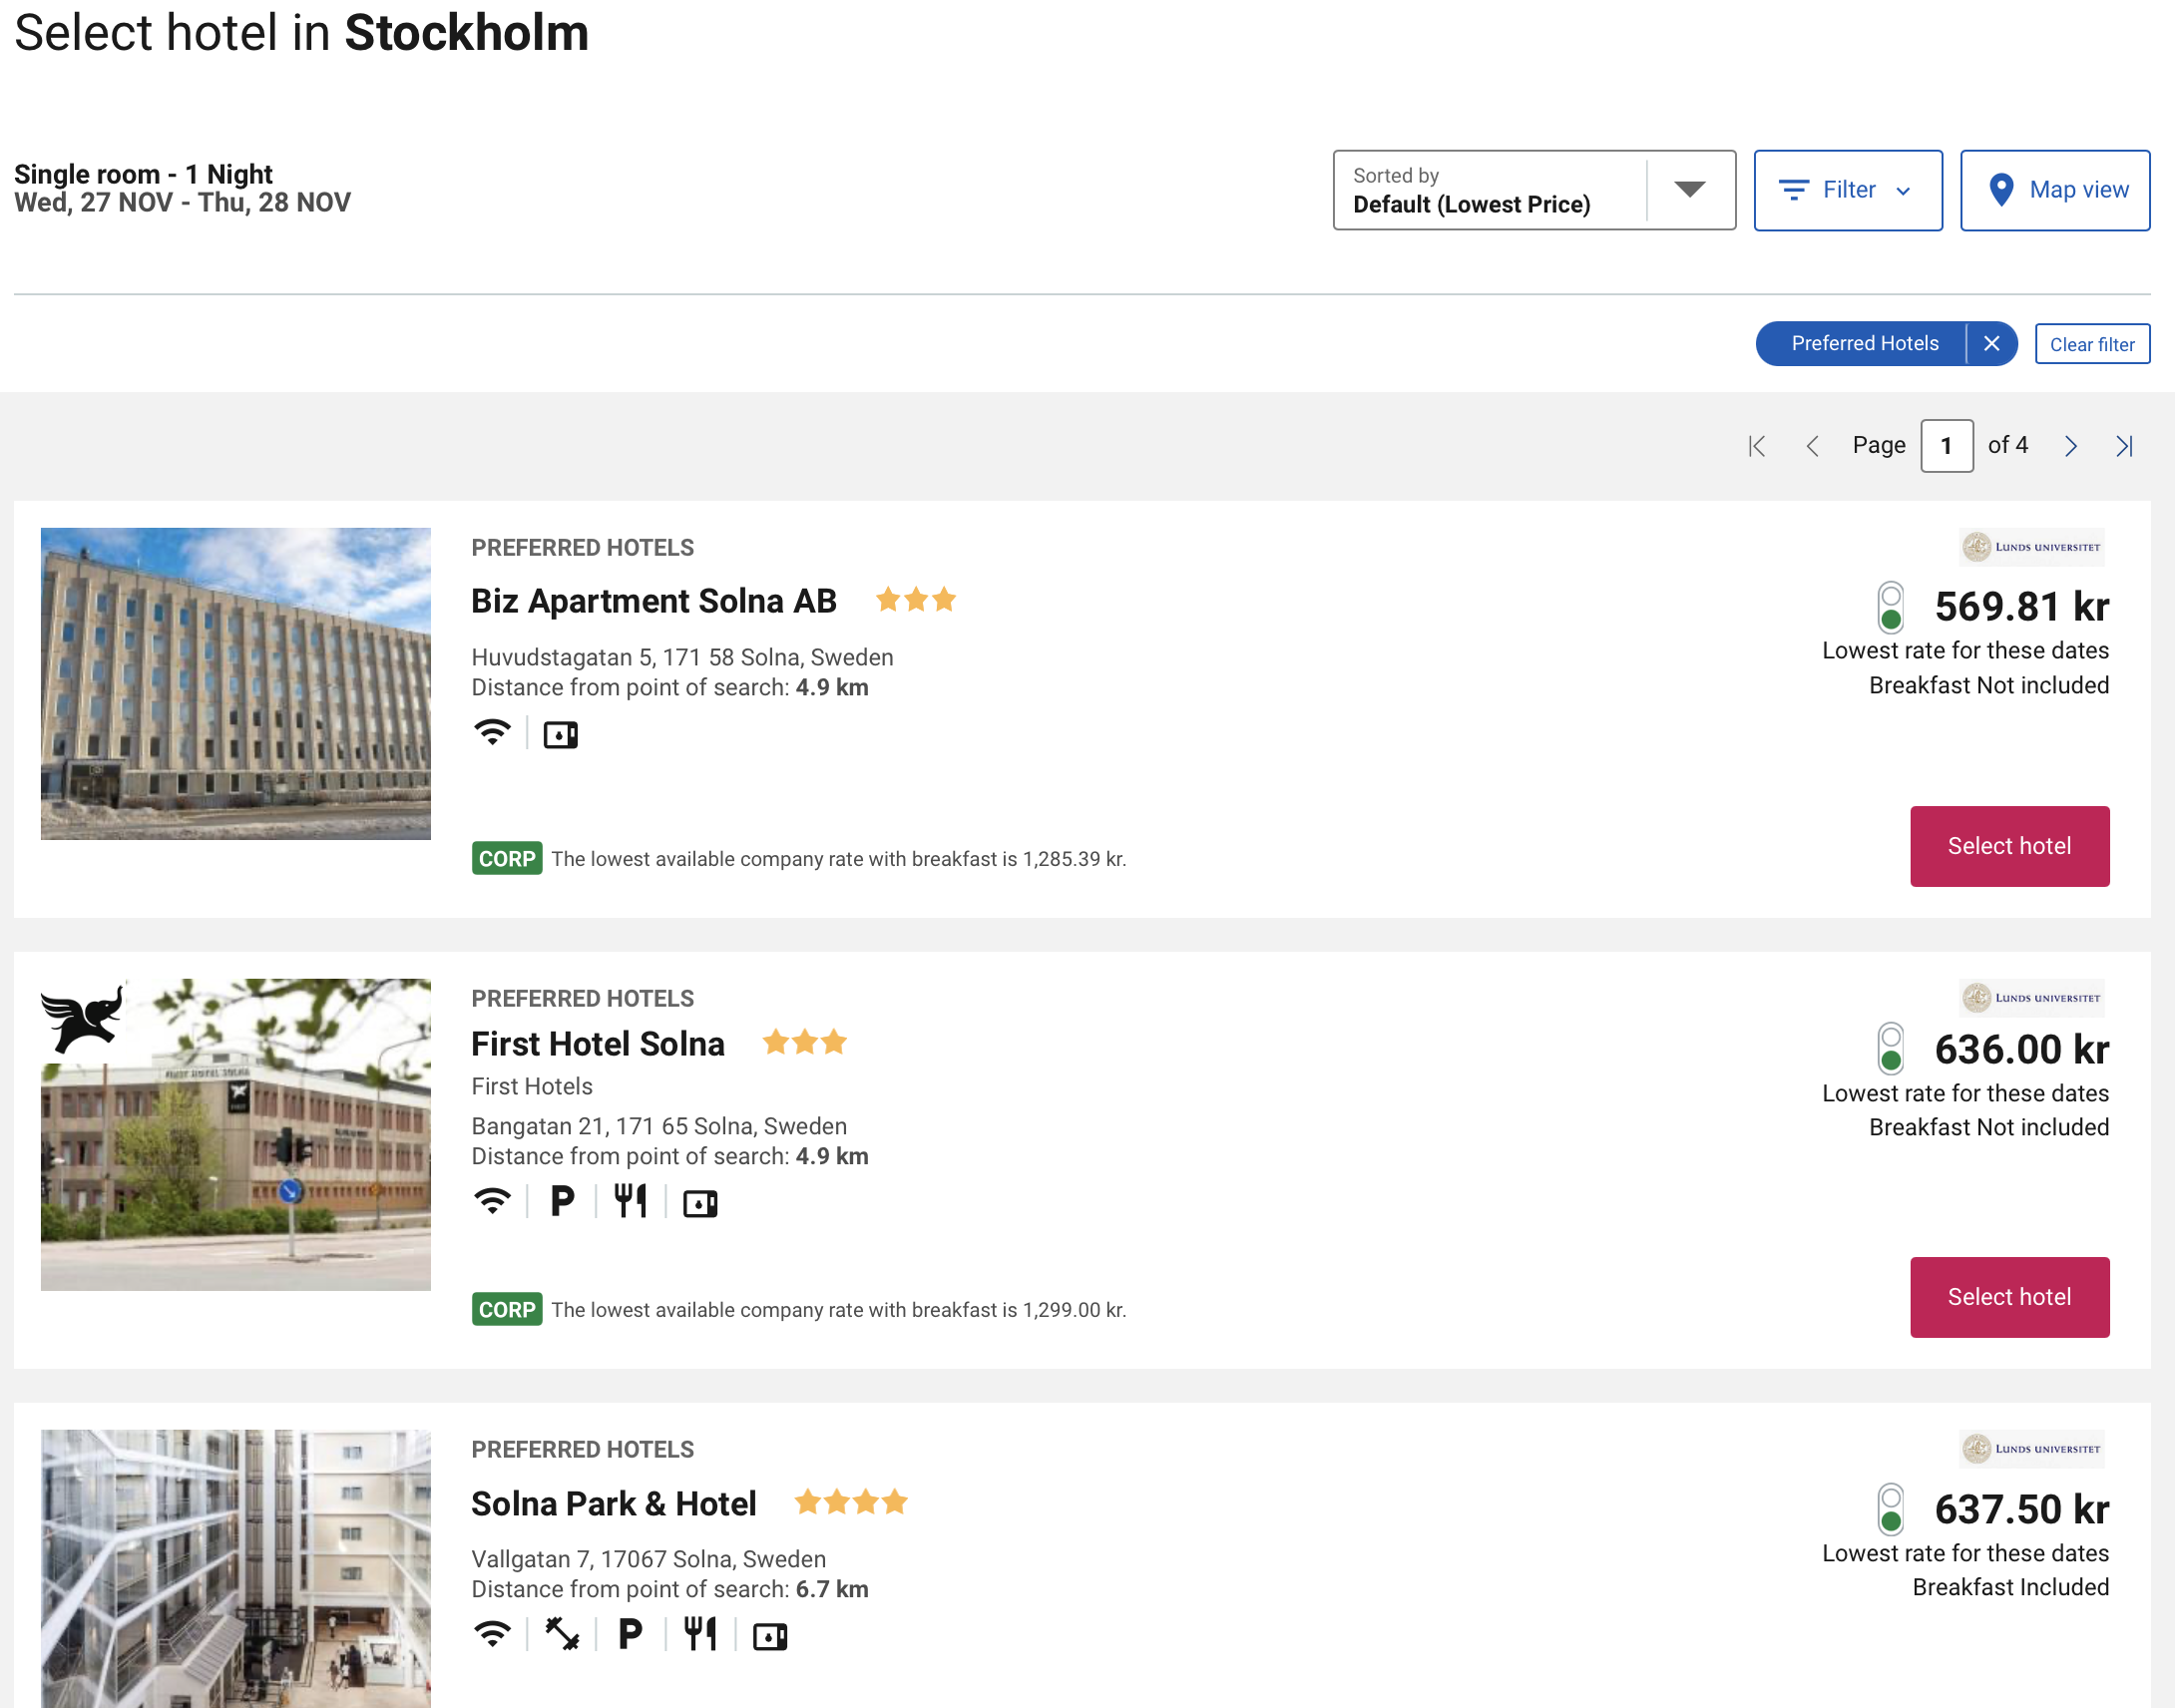 Select hotel in Stockholm
Single room - 1 Night
Wed, 27 NOV - Thu, 28 NOV
Sorted by
Default (Lowest Price)
Filter
Map view
Preferred Hotels
Clear filter
Page 1 of 4
PREFERRED HOTELS
LUNDS UNIVERSITET
Biz Apartment Solna AB
569.81 kr
Huvudstagatan 5, 171 58 Solna, Sweden
Lowest rate for these dates
Distance from point of search: 4.9 km
Breakfast Not included
CORP The lowest available company rate with breakfast is 1,285.39 kr.
Select hotel
PREFERRED HOTELS
LUNDS UNIVERSITET
First Hotel Solna
636.00 kr
First Hotels
Lowest rate for these dates
Bangatan 21, 171 65 Solna, Sweden
Breakfast Not included
Distance from point of search: 4.9 km
P
FIRST HOTEL SOLNA
CORP The lowest available company rate with breakfast is 1,299.00 kr.
Select hotel
PREFERRED HOTELS
LUNDS UNIVERSITET
Solna Park & Hotel
637.50 kr
Vallgatan 7, 17067 Solna, Sweden
Lowest rate for these dates
Distance from point of search: 6.7 km
Breakfast Included
P